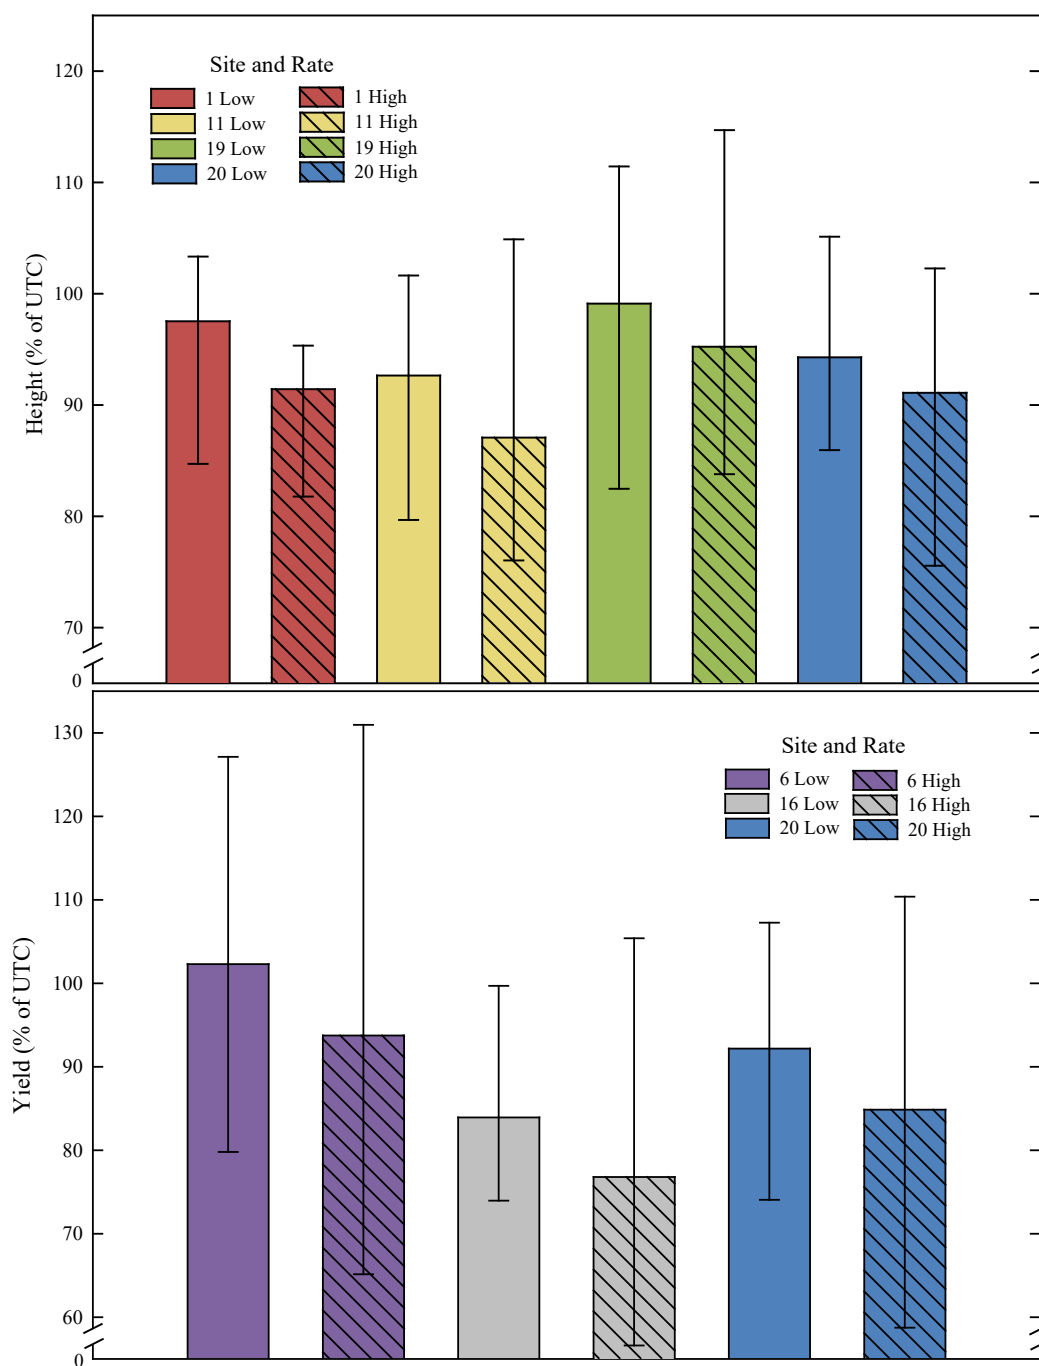 120
110
100
90
80
70
0
Height (% of UTC)
Site and Rate
1 Low
1 High
11 Low
11 High
19 Low
19 High
20 Low
20 High
130
120
110
100
90
80
70
60
0
Yield (% of UTC)
Site and Rate
6 Low
6 High
16 Low
16 High
20 Low
20 High